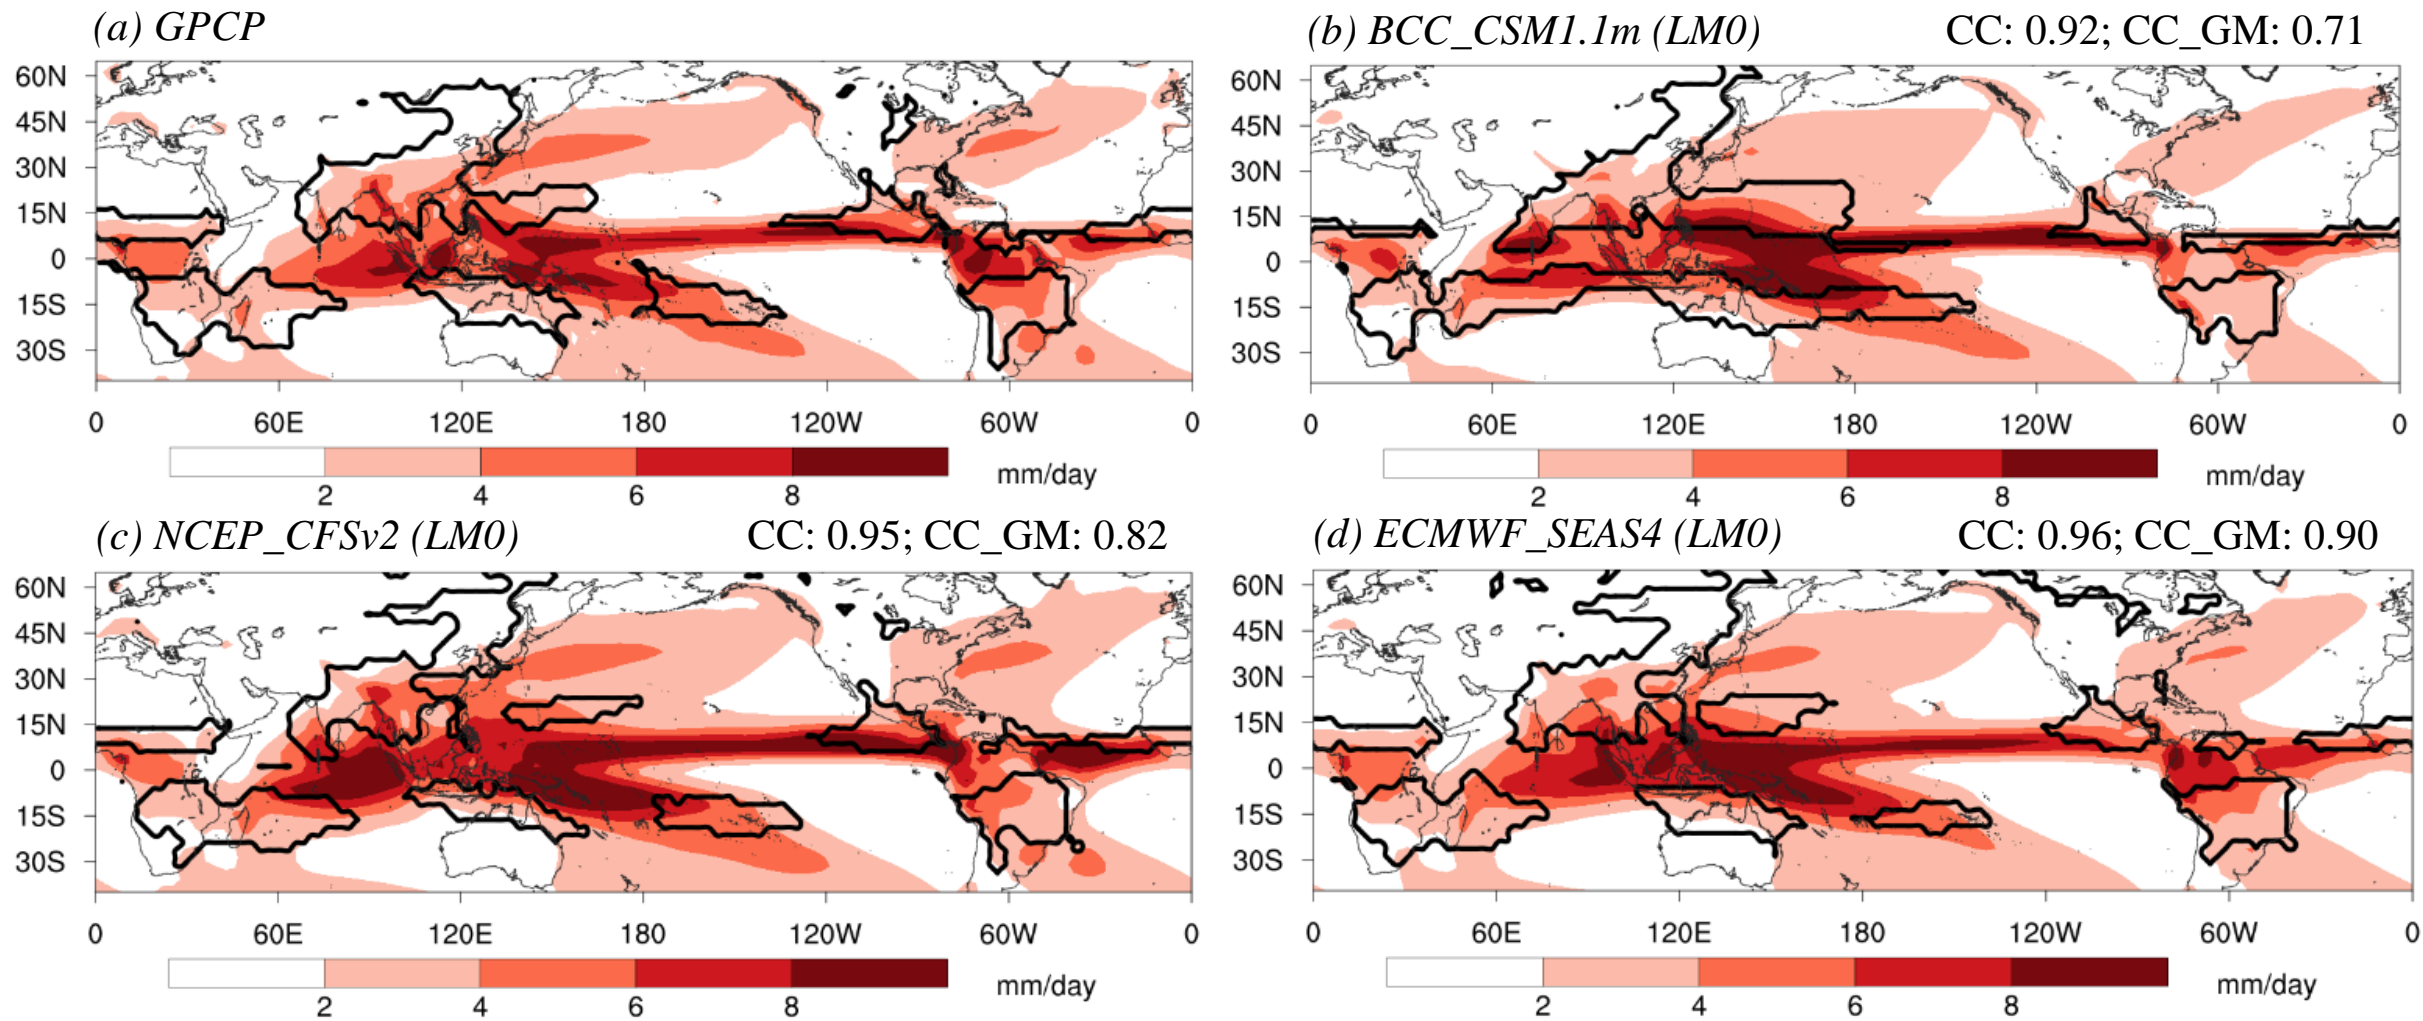 (a) GPCP
60N
45N
30N
15N
0
15S
30S
0 60E 120E 180 120W 60W 0
2 4 6 8 mm/day
(b) BCC_CSM1.1m (LM0) CC: 0.92; CC_GM: 0.71
60N
45N
30N
15N
0
15S
30S
0 60E 120E 180 120W 60W 0
2 4 6 8 mm/day
(c) NCEP_CFSv2 (LM0) CC: 0.95; CC_GM: 0.82
60N
45N
30N
15N
0
15S
30S
0 60E 120E 180 120W 60W 0
2 4 6 8 mm/day
(d) ECMWF_SEAS4 (LM0) CC: 0.96; CC_GM: 0.90
60N
45N
30N
15N
0
15S
30S
0 60E 120E 180 120W 60W 0
2 4 6 8 mm/day